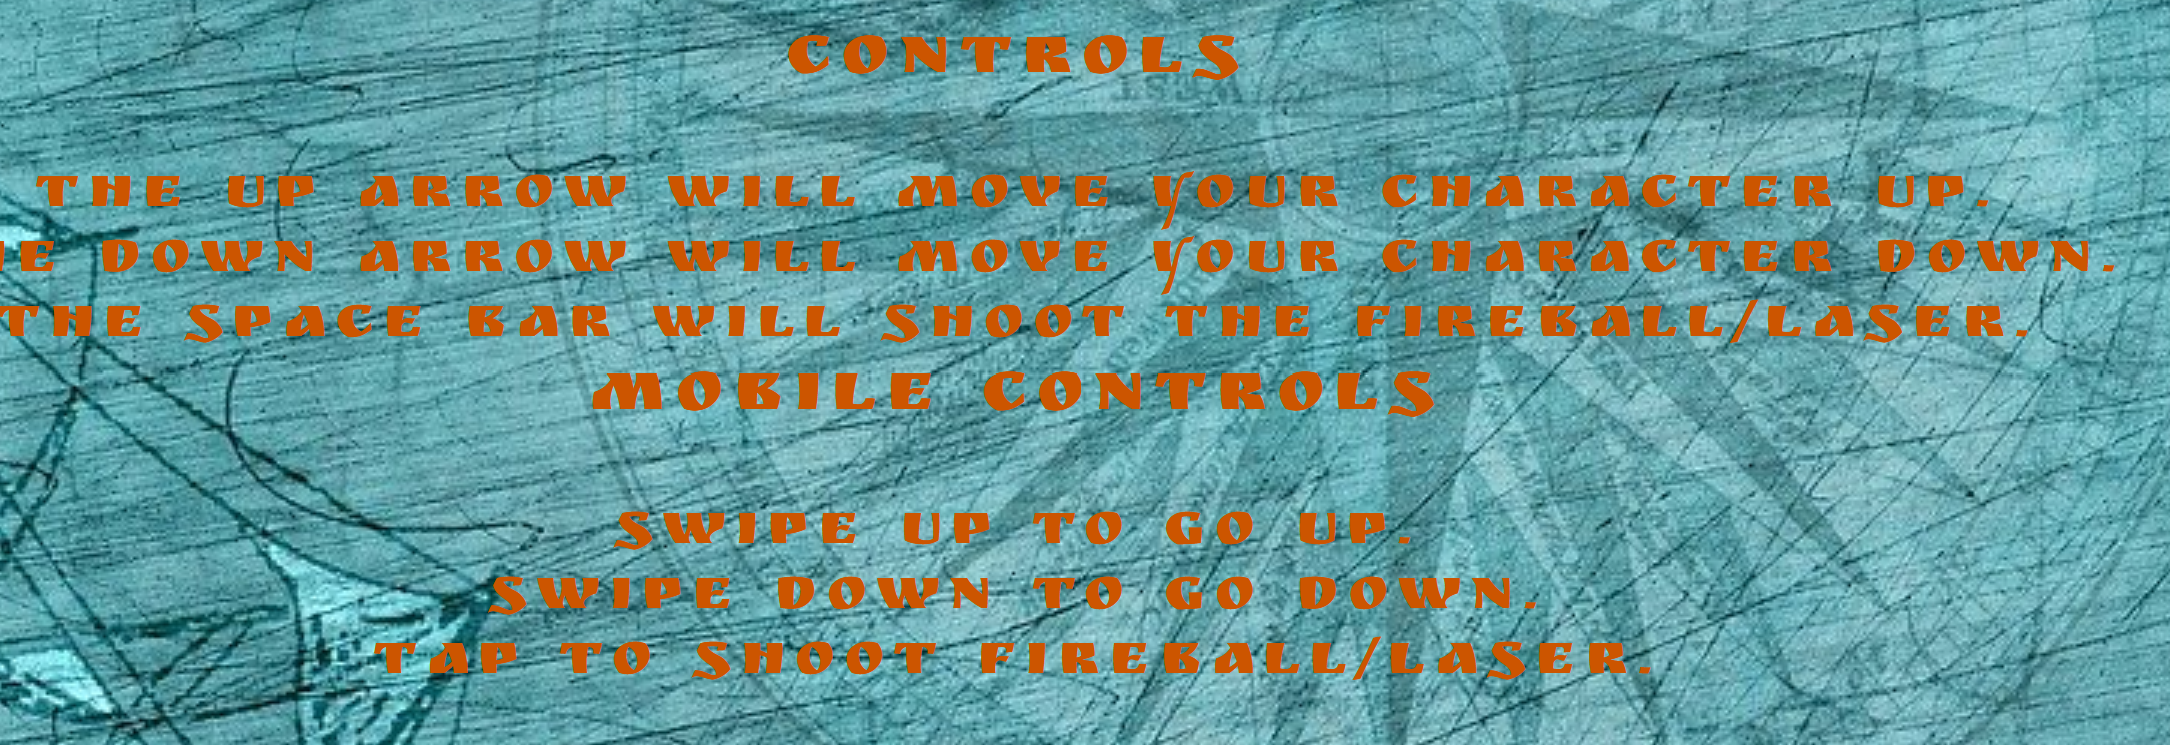 CONTROLS
THE UP ARROW WILL MOVE YOUR CHARACTER UP.
HE DOWN ARROW WILL MOVE YOUR CHARACTER DOWN.
THE SPACE BAR WILL SHOOT THE FIREBALL/LASER.
MOBILE CONTROLS
SWIPE UP TO GO UP.
SWIPE DOWN TO GO DOWN.
TAP TO SHOOT FIREBALL/LASER.